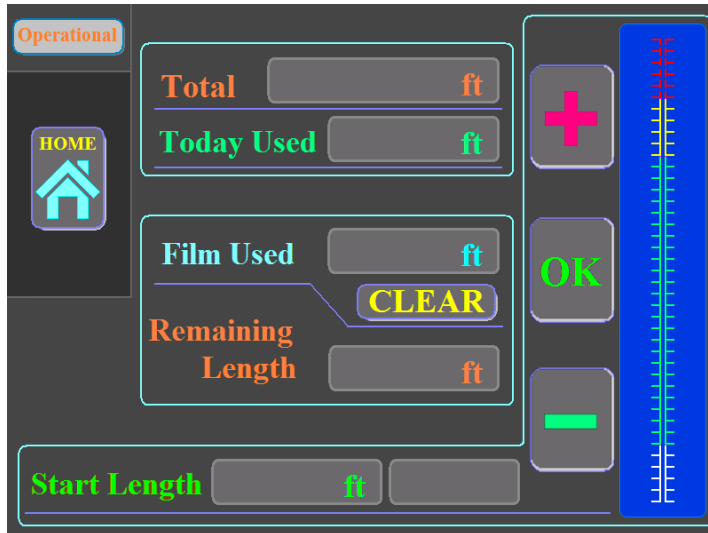 Operational
HOME
Total ft
Today Used ft
Film Used ft
CLEAR
Remaining
Length ft
Start Length ft
+
OK
−